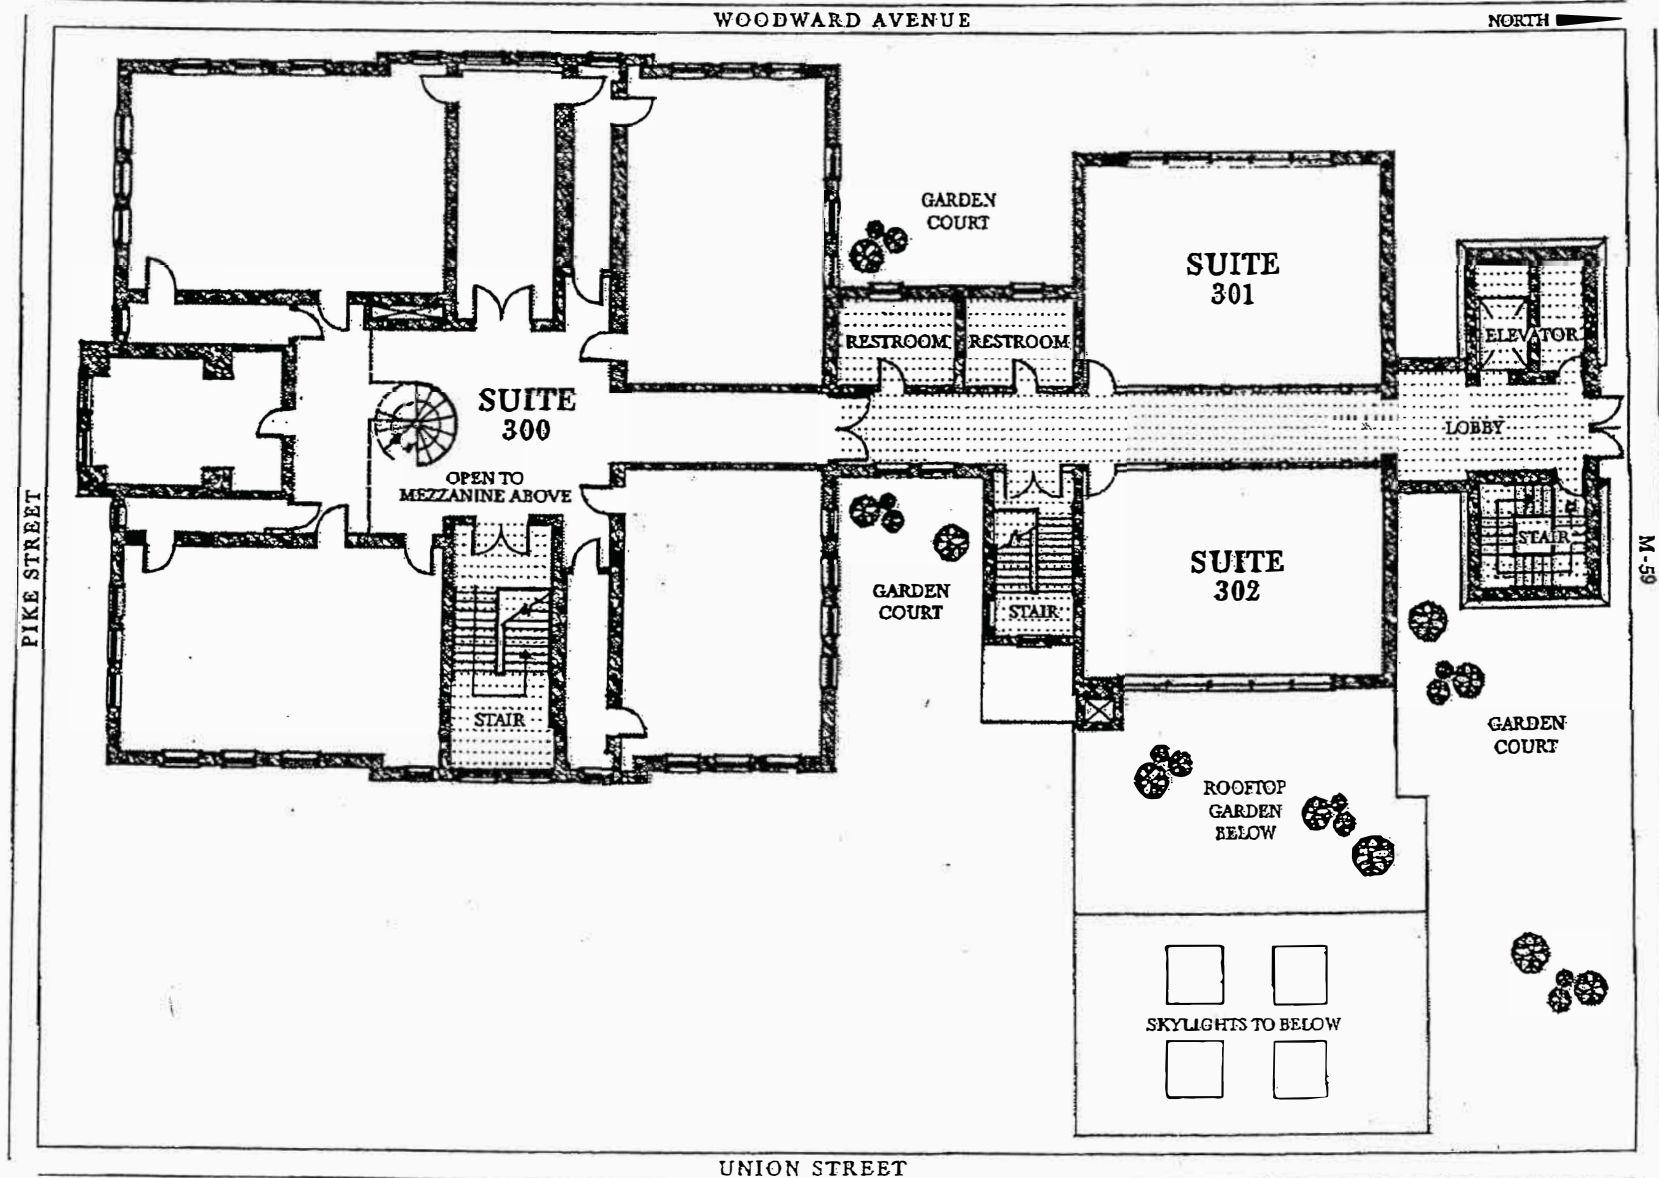 WOODWARD AVENUE
NORTH
GARDEN
COURT
SUITE
301
RESTROOM
RESTROOM
ELEVATOR
SUITE
300
LOBBY
OPEN TO
MEZZANINE ABOVE
PIKE STREET
GARDEN
COURT
STAIR
SUITE
302
STAIR
M-59
STAIR
GARDEN
COURT
ROOFTOP
GARDEN
BELOW
SKYLIGHTS TO BELOW
UNION STREET